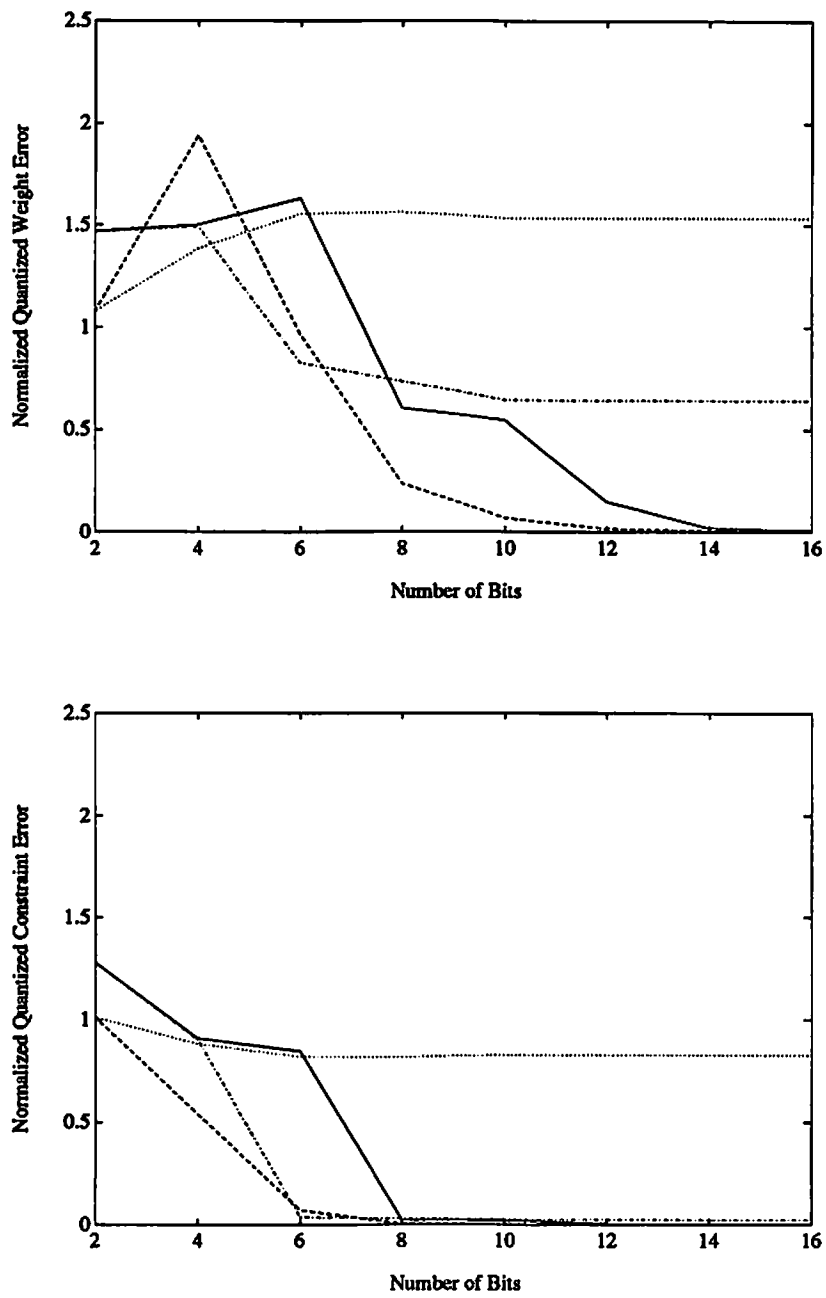 2.5
2
1.5
1
0.5
0
Normalized Quantized Weight Error
2 4 6 8 10 12 14 16
Number of Bits
2.5
2
1.5
1
0.5
0
Normalized Quantized Constraint Error
2 4 6 8 10 12 14 16
Number of Bits